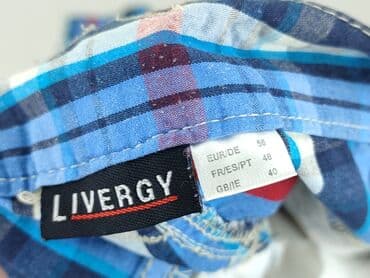 LIVERGY
EUR/DE 56
FR/ES/PT 48
GB/IE 40